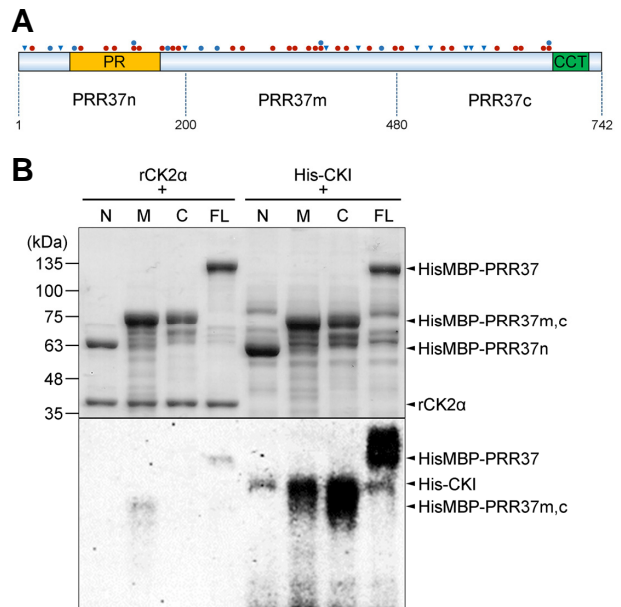 A
PR
CCT
PRR37n PRR37m PRR37c
1 200 480 742
B
rCK2α His-CKI
+ +
N M C FL N M C FL
(kDa)
135
100
75
63
48
35
HisMBP-PRR37
HisMBP-PRR37m,c
HisMBP-PRR37n
rCK2α
HisMBP-PRR37
His-CKI
HisMBP-PRR37m,c